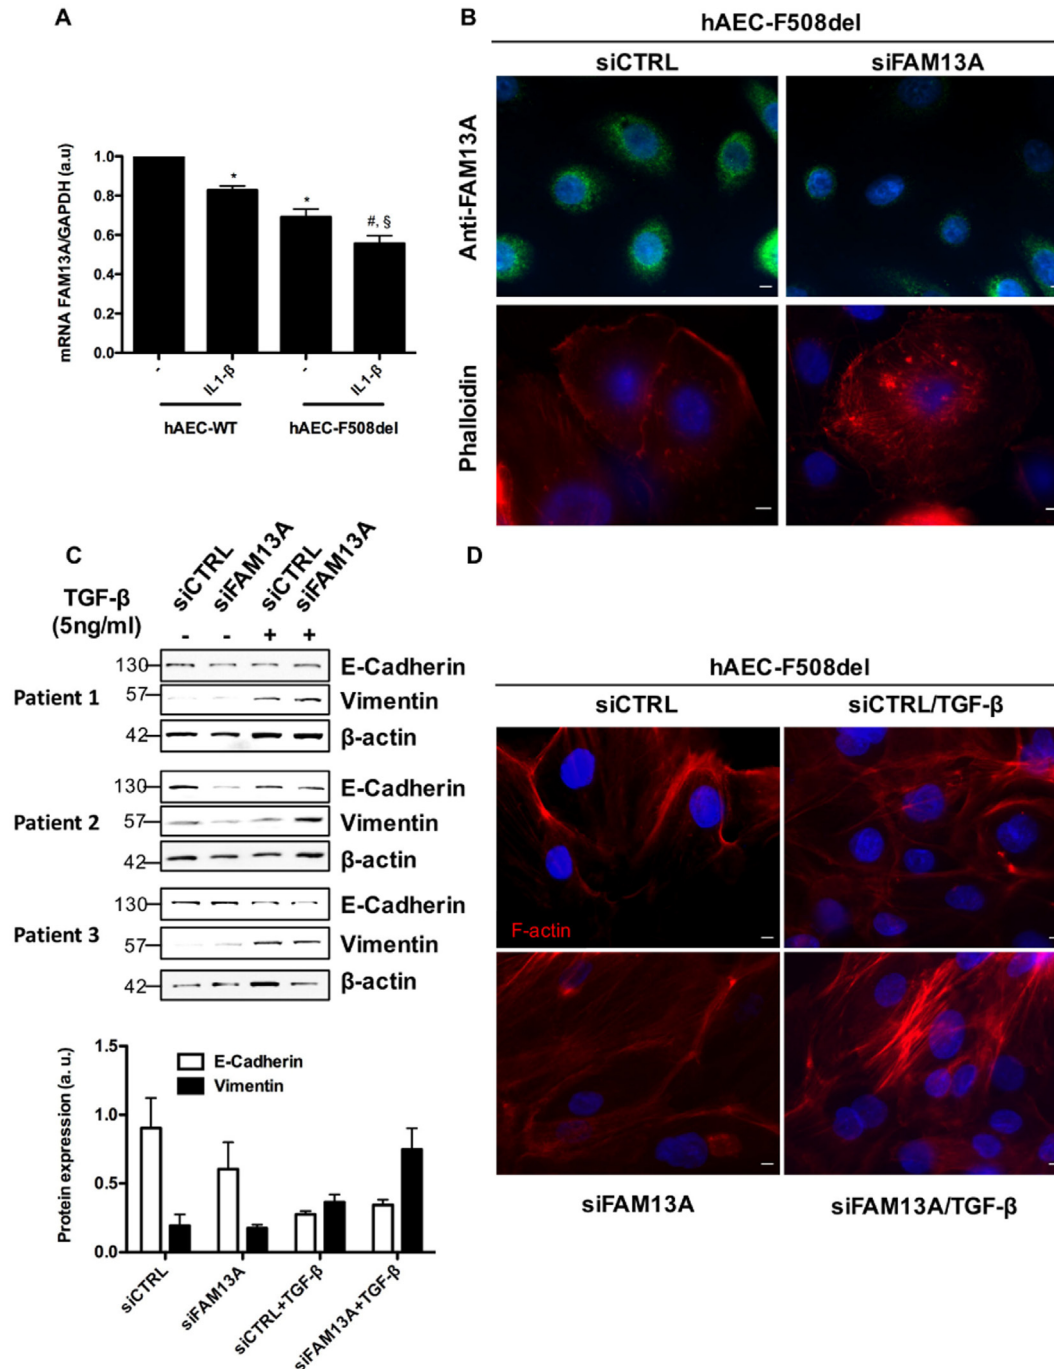 A
mRNA FAM13A/GAPDH (a.u)
1.0
0.8
0.6
0.4
0.2
0.0
*
*
#, §
-
IL1-β
-
IL1-β
hAEC-WT
hAEC-F508del
B
hAEC-F508del
siCTRL
siFAM13A
Anti-FAM13A
Phalloidin
C
siCTRL
siFAM13A
siCTRL
siFAM13A
TGF-β
(5ng/ml)
- - + +
Patient 1
130
E-Cadherin
57
Vimentin
42
β-actin
Patient 2
130
E-Cadherin
57
Vimentin
42
β-actin
Patient 3
130
E-Cadherin
57
Vimentin
42
β-actin
Protein expression (a. u.)
1.5
1.0
0.5
0.0
E-Cadherin
Vimentin
siCTRL
siFAM13A
siCTRL+TGF-β
siFAM13A+TGF-β
D
hAEC-F508del
siCTRL
siCTRL/TGF-β
F-actin
siFAM13A
siFAM13A/TGF-β